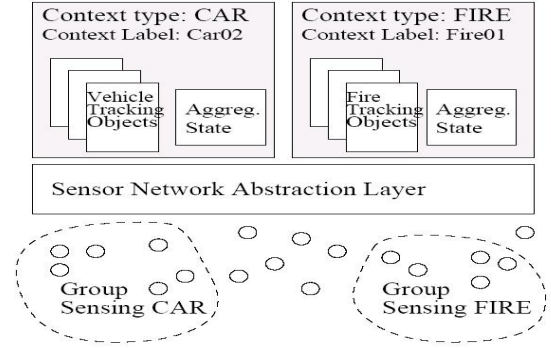 Context type: CAR
Context Label: Car02
Vehicle
Tracking
Objects
Aggreg.
State
Context type: FIRE
Context Label: Fire01
Fire
Tracking
Objects
Aggreg.
State
Sensor Network Abstraction Layer
Group
Sensing CAR
Group
Sensing FIRE